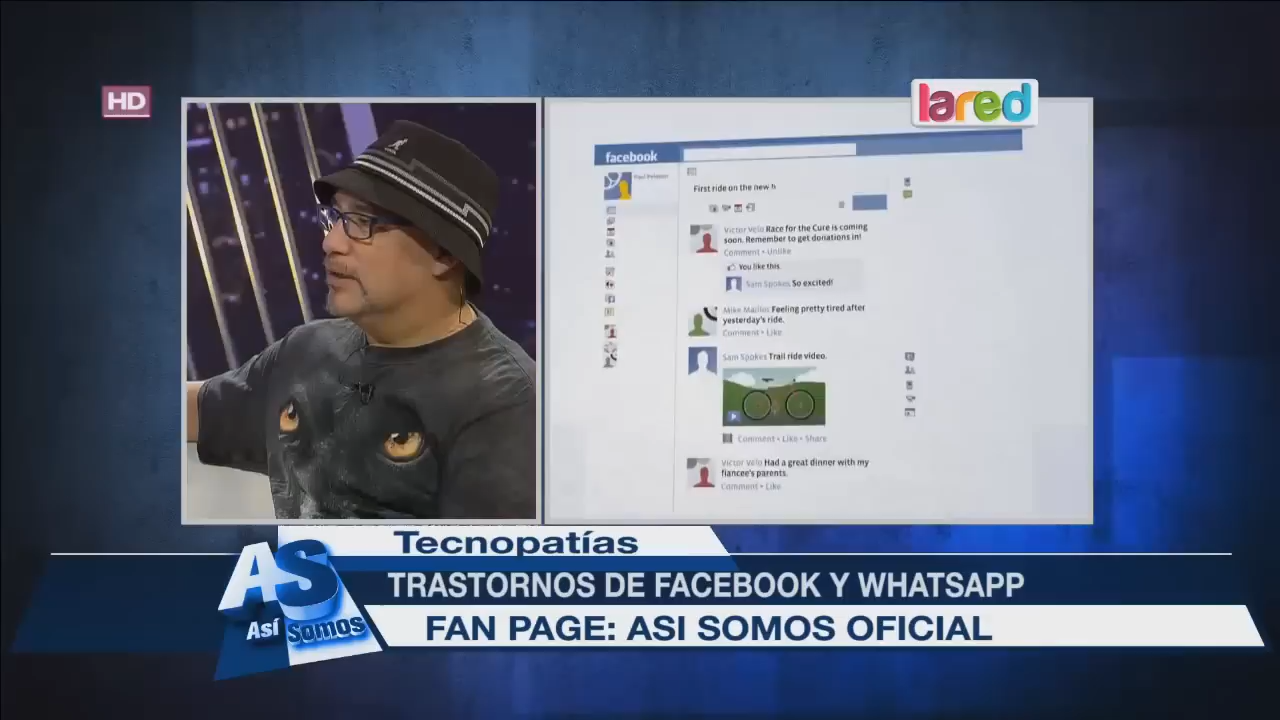 HD
lared
facebook
First ride on the new h
Victor Velo Race for the Cure is coming
soon. Remember to get donations in!
Comment • Unlike
You like this.
Sam Spokes So excited!
Mike Madiss Feeling pretty tired after
yesterday's ride.
Comment • Like
Sam Spokes Trail ride video.
Comment • Like • Share
Victor Velo Had a great dinner with my
fiancee's parents.
Comment • Like
Tecnopatías
TRASTORNOS DE FACEBOOK Y WHATSAPP
FAN PAGE: ASI SOMOS OFICIAL
AS
Así Somos